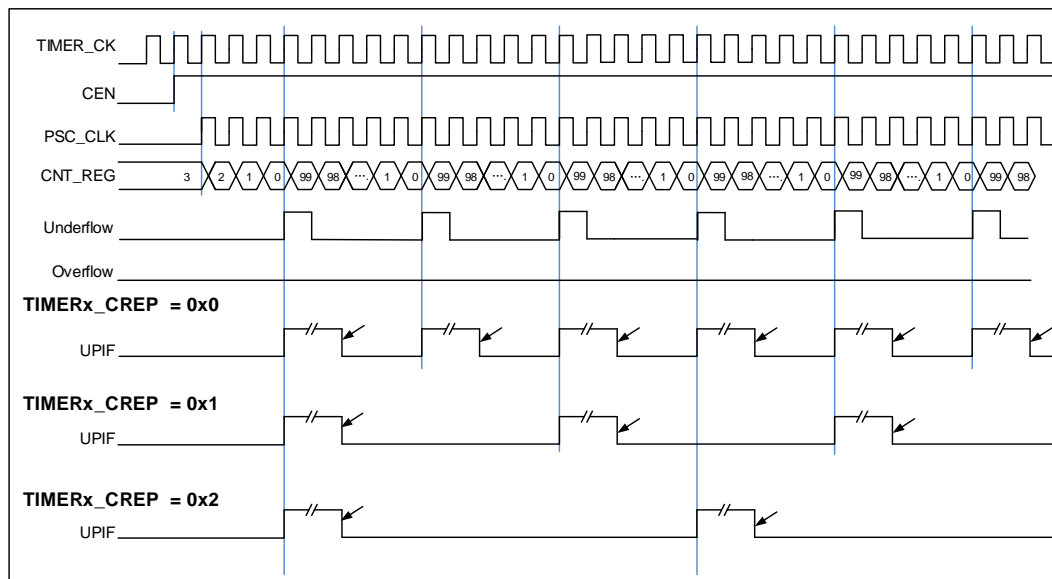 TIMER_CK
CEN
PSC_CLK
CNT_REG 3 2 1 0 99 98 .... 1 0 99 98 .... 1 0 99 98 .... 1 0 99 98 .... 1 0 99 98 .... 1 0 99 98
Underflow
Overflow
TIMERx_CREP = 0x0
UPIF
TIMERx_CREP = 0x1
UPIF
TIMERx_CREP = 0x2
UPIF